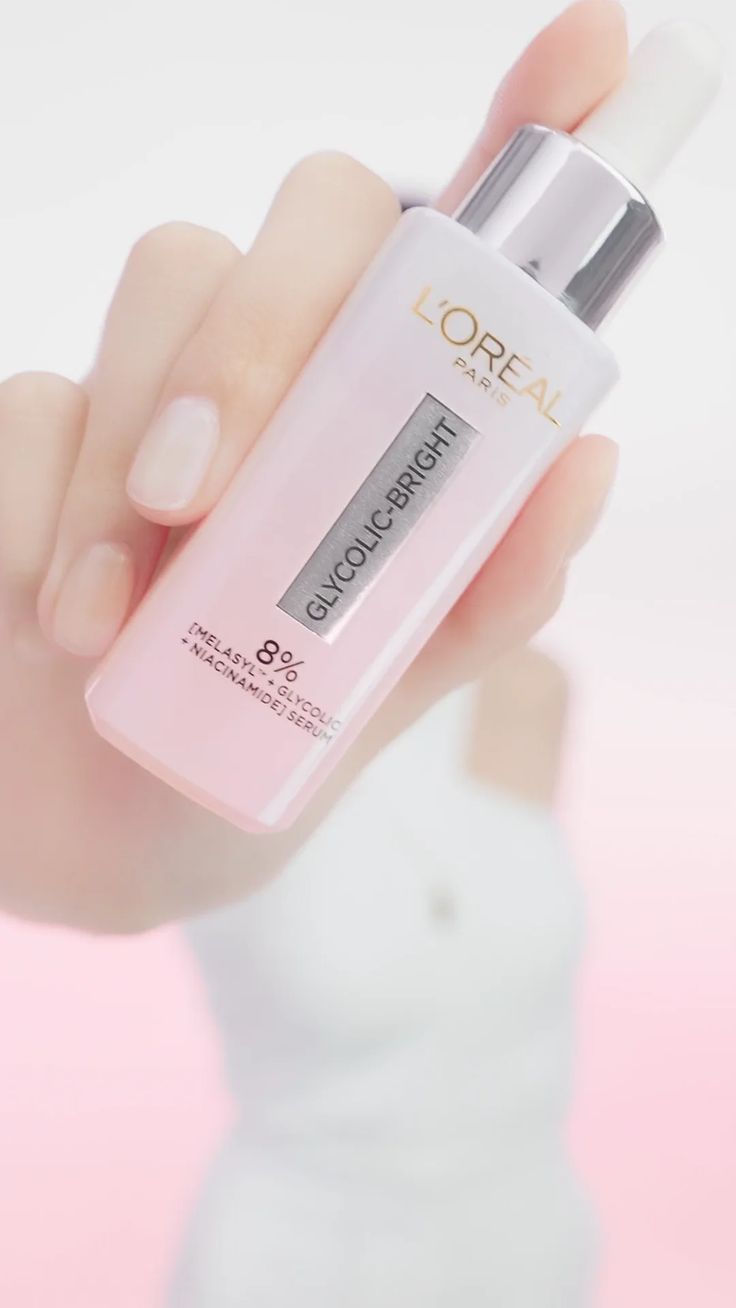 L'ORÉAL
PARIS
GLYCOLIC-BRIGHT
8%
[MELASYL™ + GLYCOLIC
+ NIACINAMIDE] SERUM